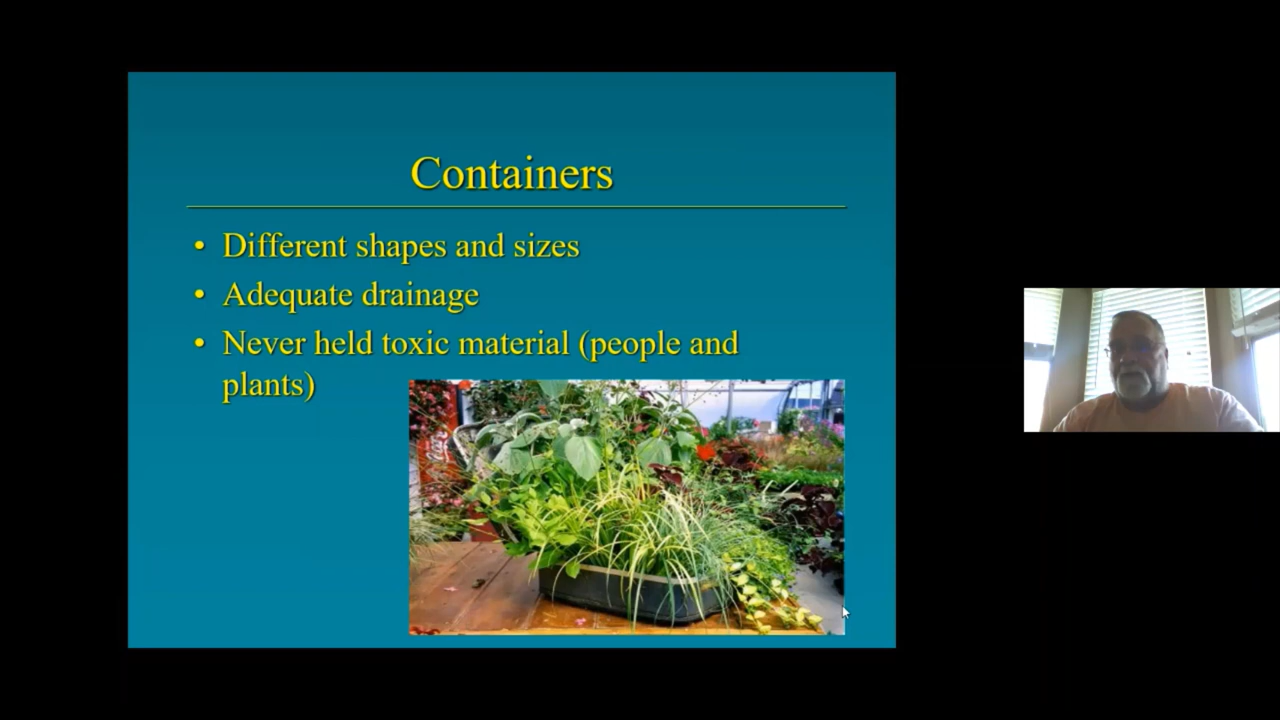 Containers
• Different shapes and sizes
• Adequate drainage
• Never held toxic material (people and
plants)